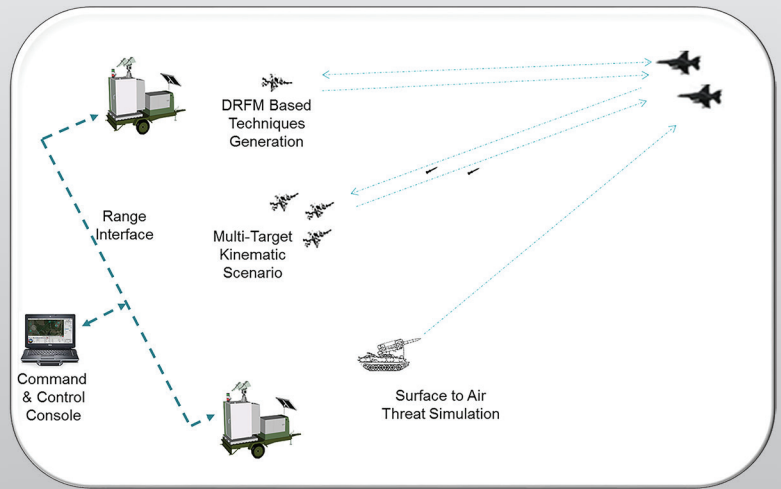 DRFM Based
Techniques
Generation
Range
Interface
Multi-Target
Kinematic
Scenario
Command
& Control
Console
Surface to Air
Threat Simulation